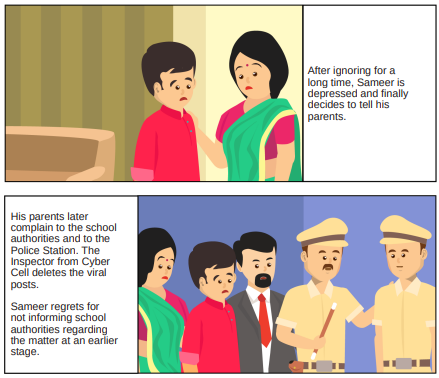 After ignoring for a
long time, Sameer is
depressed and finally
decides to tell his
parents.
His parents later
complain to the school
authorities and to the
Police Station. The
Inspector from Cyber
Cell deletes the viral
posts.
Sameer regrets for
not informing school
authorities regarding
the matter at an earlier
stage.